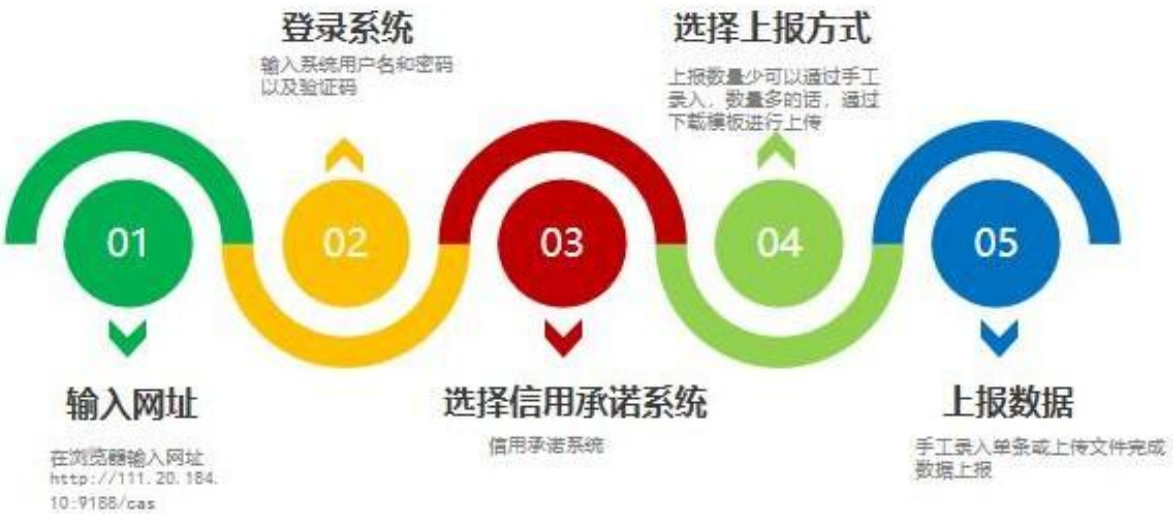 01
输入网址
在浏览器输入网址
http://111.20.184.
10:9188/cas
02
登录系统
输入系统用户名和密码
以及验证码
03
选择信用承诺系统
信用承诺系统
04
选择上报方式
上报数量少可以通过手工
录入，数量多的话，通过
下载模板进行上传
05
上报数据
手工录入单条或上传文件完成
数据上报